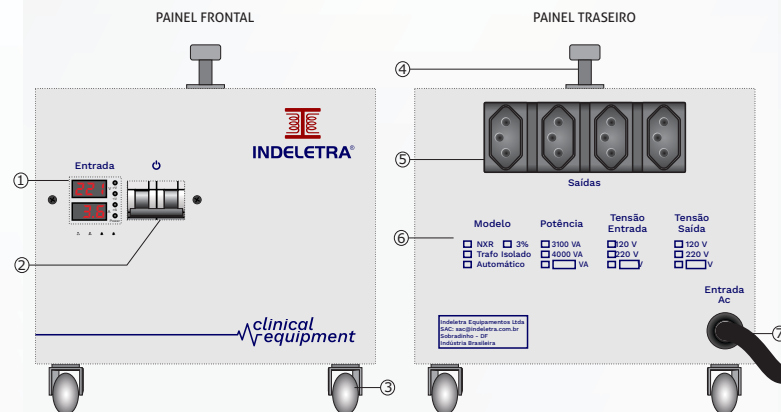 PAINEL FRONTAL
INDELETRA®
Entrada
221
①
②
clinical
equipment
③
PAINEL TRASEIRO
④
⑤
Saídas
⑥
Modelo Potência Tensão Entrada Tensão Saída
NXR 3% 3100 VA 120 V 120 V
Trafo Isolado 4000 VA 220 V 220 V
Automático VA V V
Entrada
Ac
⑦
Indeletra Equipamentos Ltda
SAC: sac@indeletra.com.br
Sobradinho - DF
Indústria Brasileira